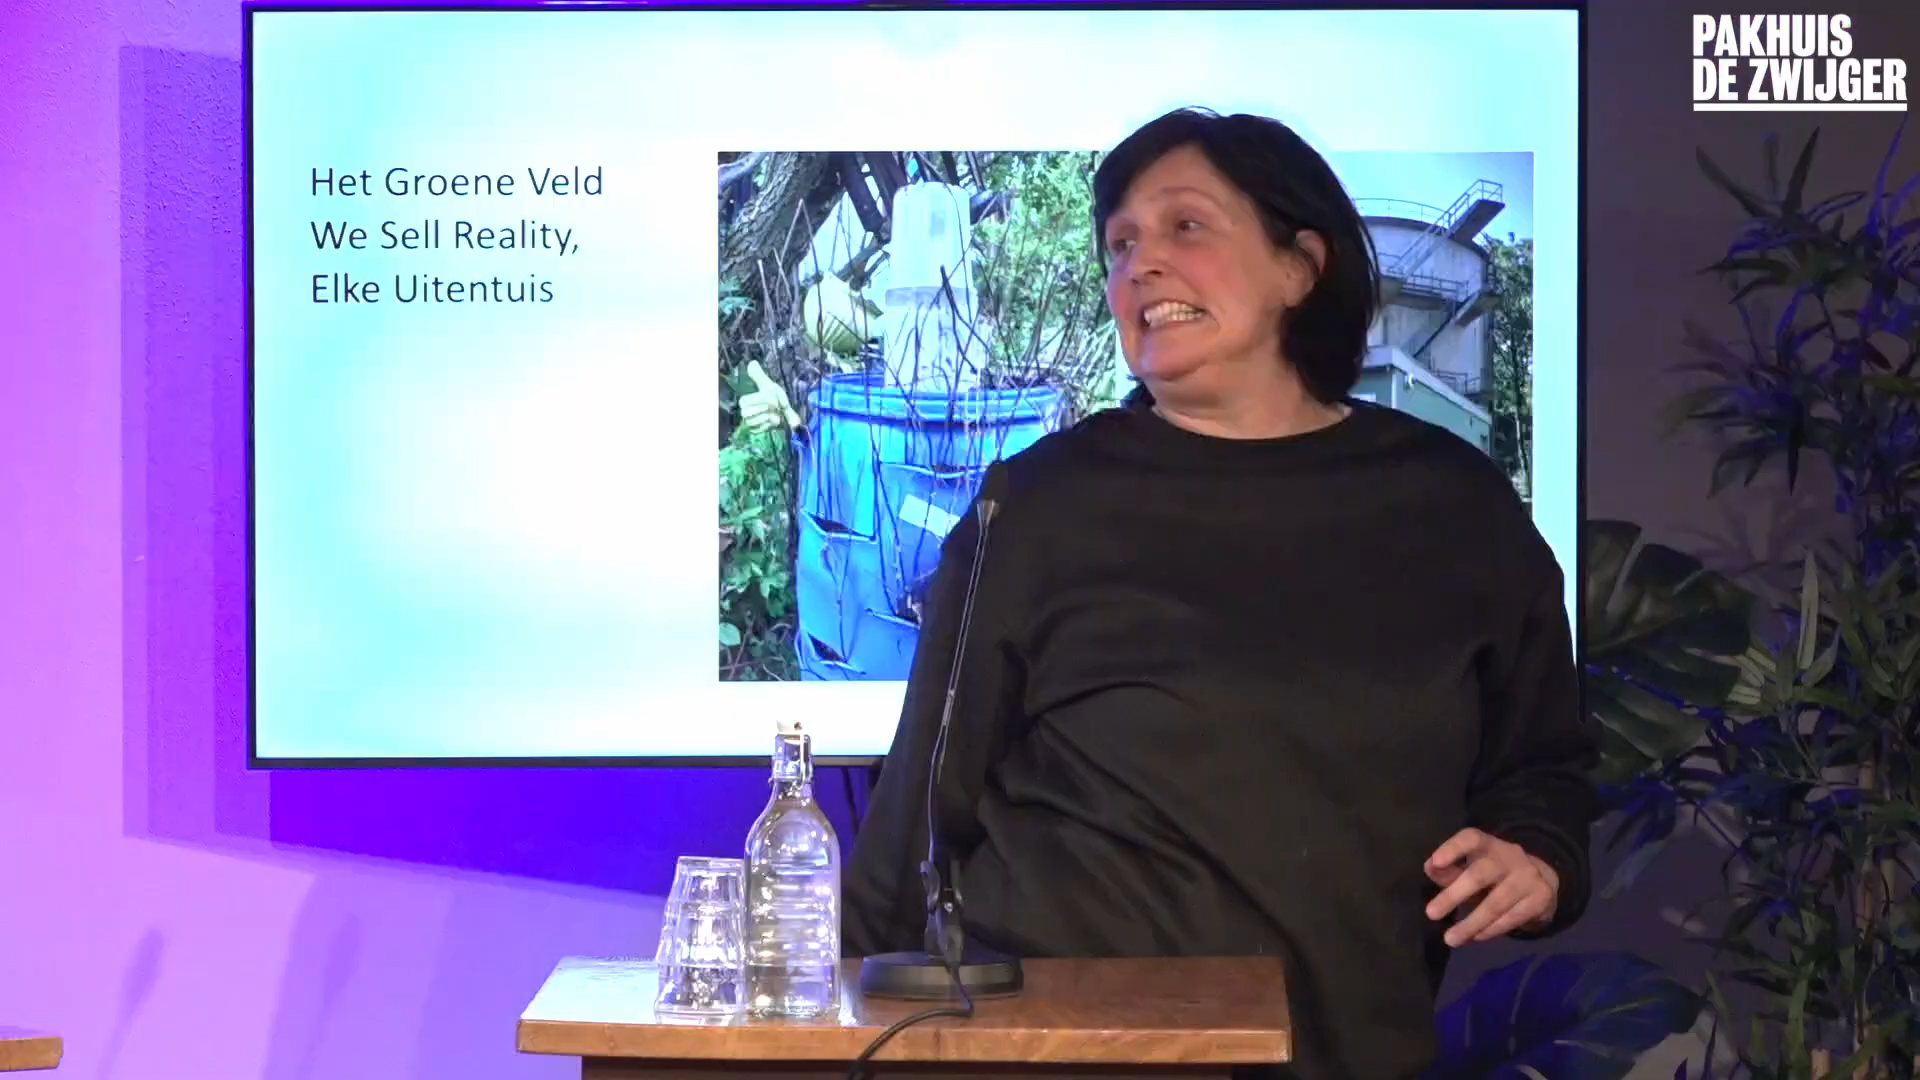 PAKHUIS
DE ZWIJGER
Het Groene Veld
We Sell Reality,
Elke Uitentuis